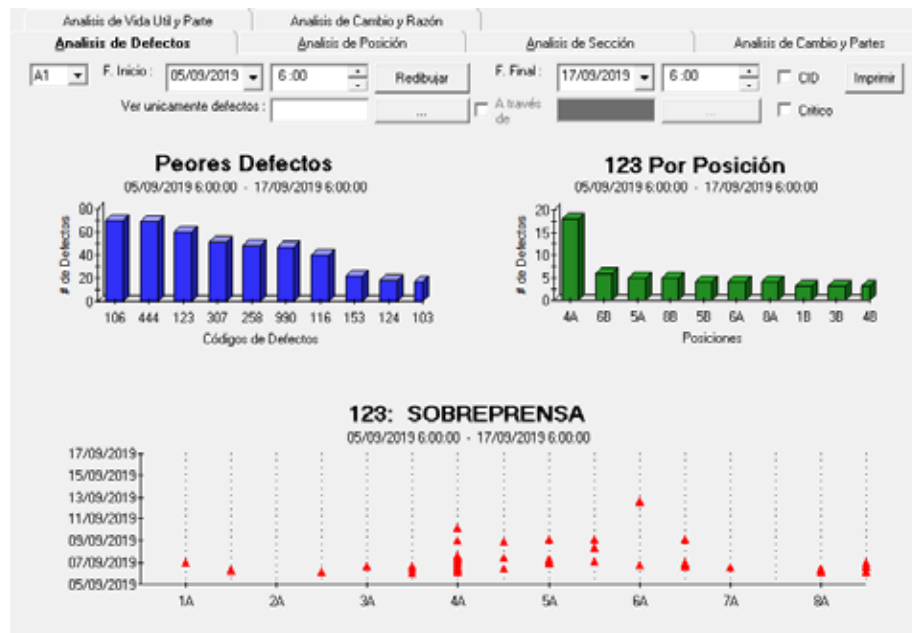 Analisis de Vida Util y Parte Analisis de Cambio y Razón
Analisis de Defectos Analisis de Posición Analisis de Sección Analisis de Cambio y Partes
A1 F. Inicio : 05/09/2019 6 :00 Redibujar F. Final : 17/09/2019 6 :00 CID Imprimir
Ver unicamente defectos : ... A través de ... Crítico
Peores Defectos
05/09/2019 6:00:00 - 17/09/2019 6:00:00
# de Defectos
80
60
40
20
0
106 444 123 307 258 990 116 153 124 103
Códigos de Defectos
123 Por Posición
05/09/2019 6:00:00 - 17/09/2019 6:00:00
# de Defectos
20
15
10
5
0
4A 6B 5A 8B 5B 6A 8A 1B 3B 4B
Posiciones
123: SOBREPRENSA
05/09/2019 6:00:00 - 17/09/2019 6:00:00
17/09/2019
15/09/2019
13/09/2019
11/09/2019
09/09/2019
07/09/2019
05/09/2019
1A 2A 3A 4A 5A 6A 7A 8A